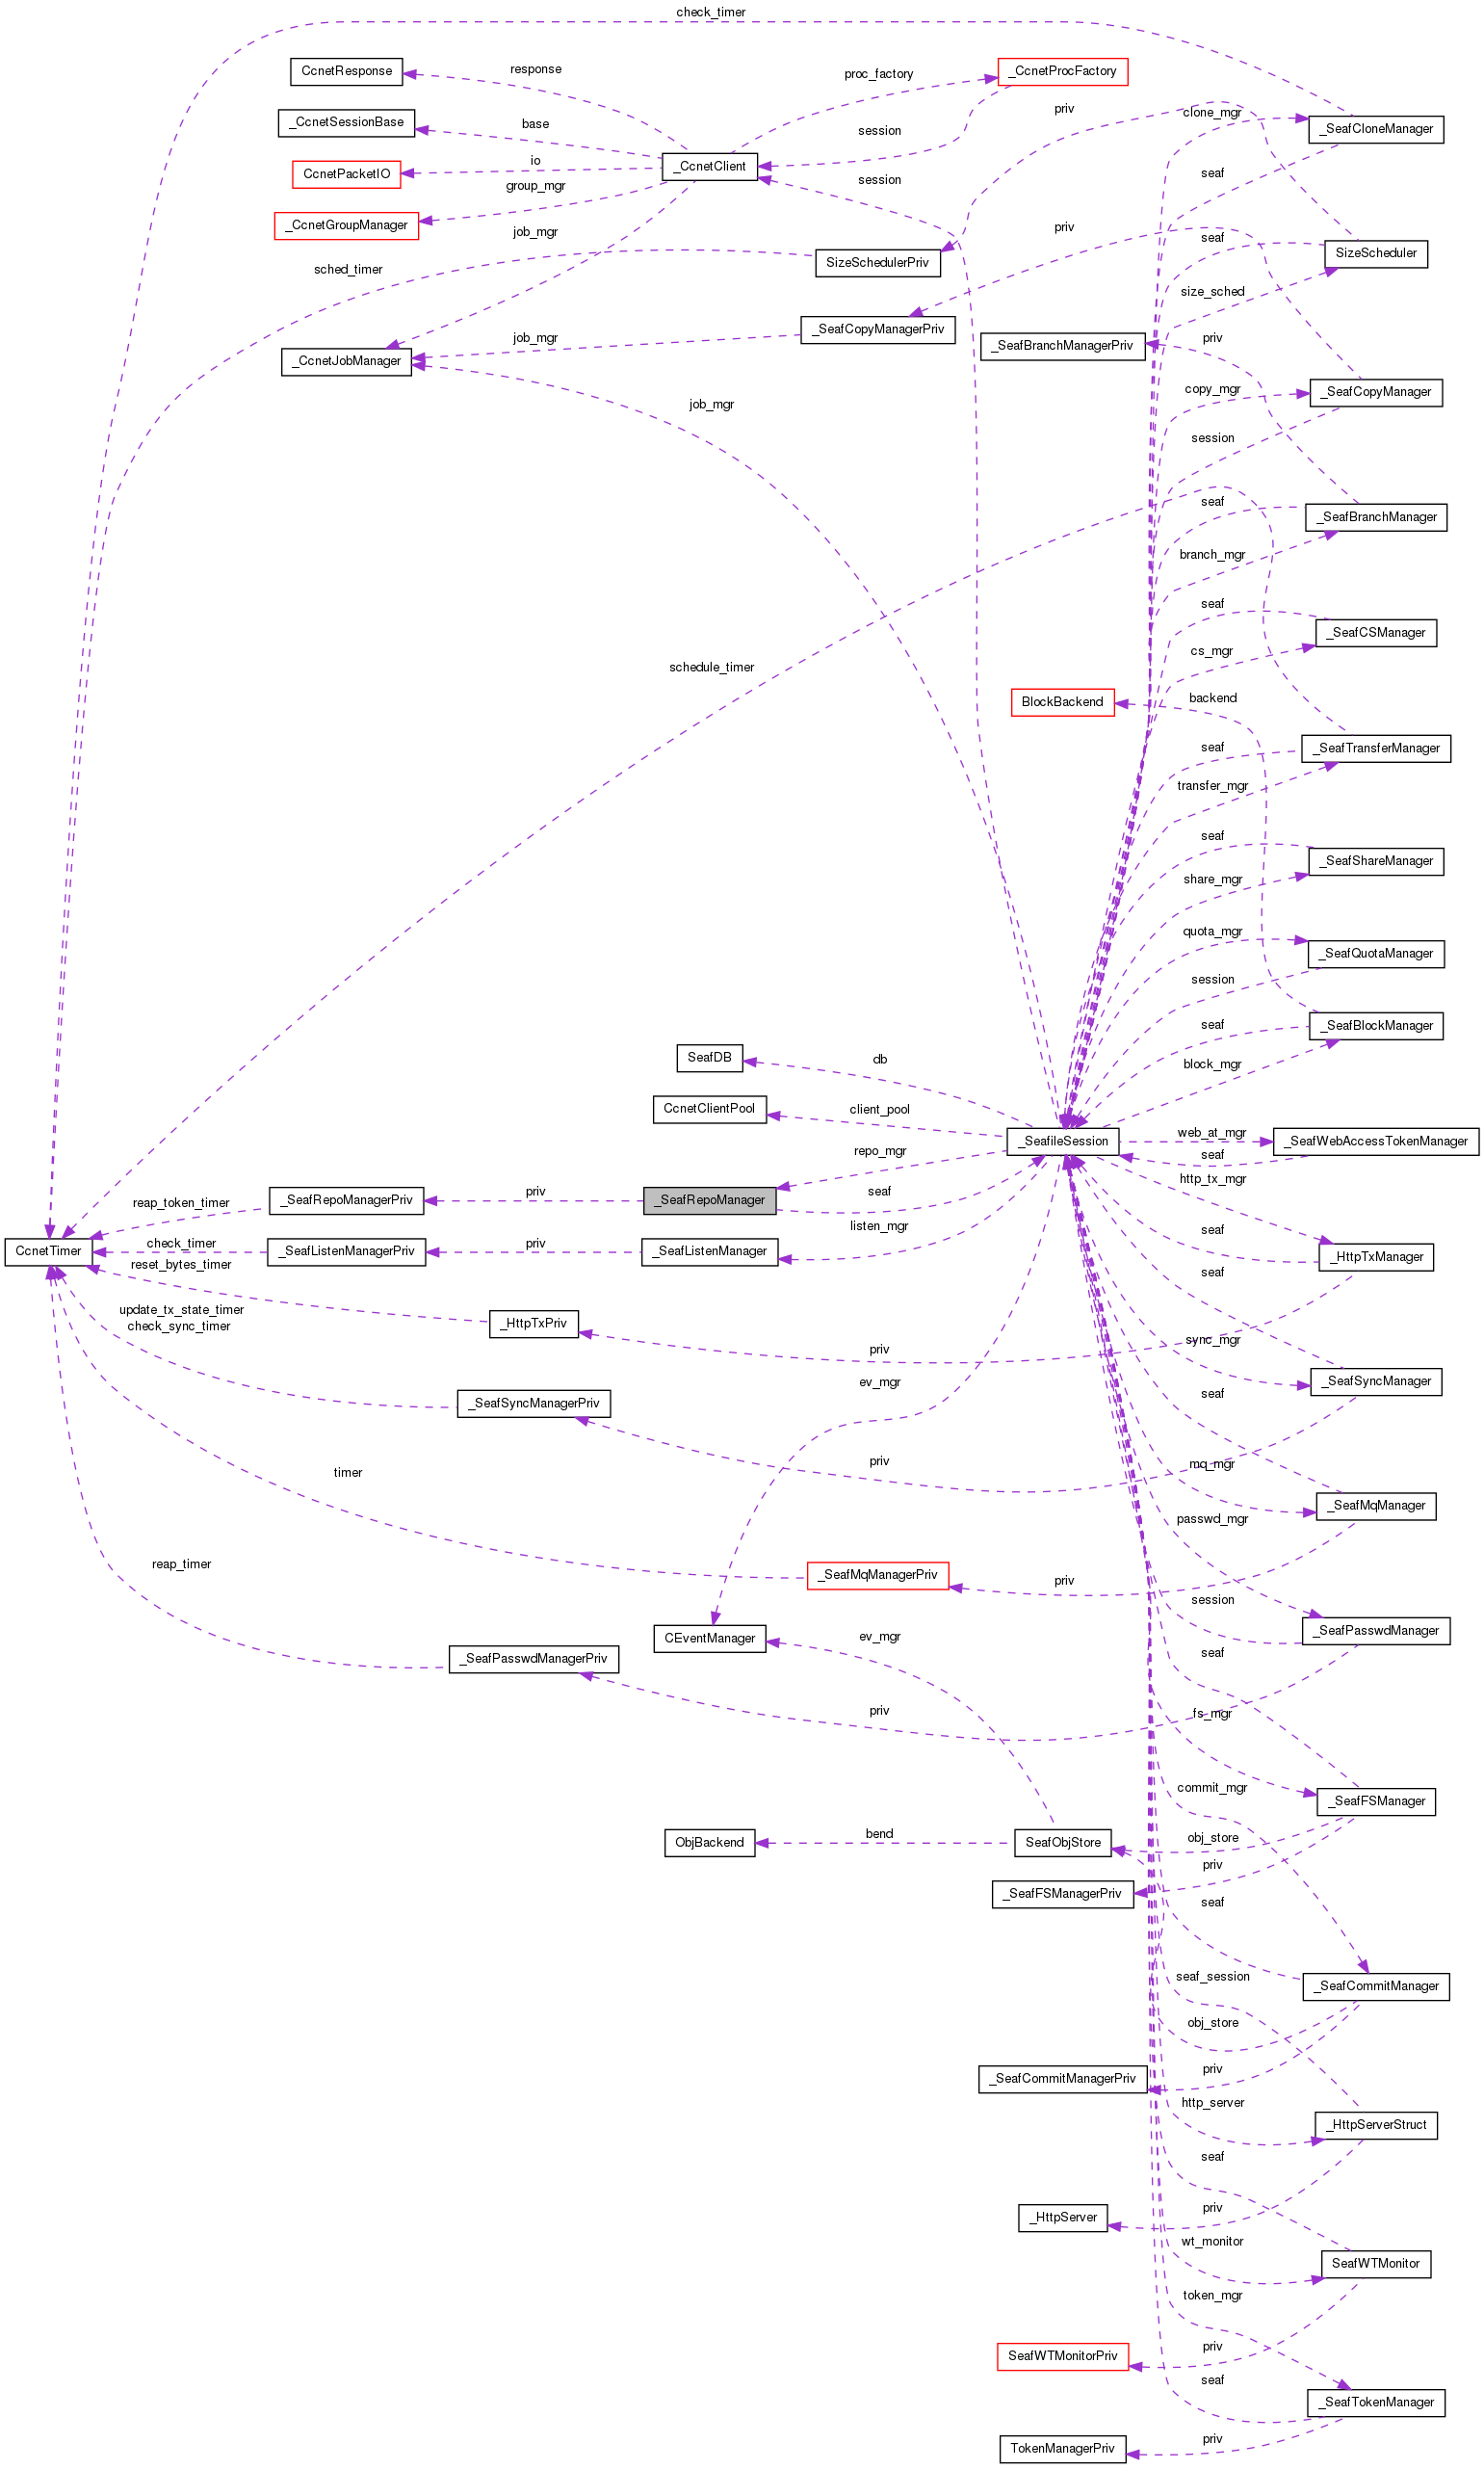 check_timer
CcnetResponse
response
proc_factory
_CcnetProcFactory
priv
clone_mgr
_SeafCloneManager
_CcnetSessionBase
base
session
CcnetPacketIO
io
_CcnetClient
seaf
group_mgr
session
_CcnetGroupManager
job_mgr
priv
seaf
SizeScheduler
sched_timer
SizeSchedulerPriv
size_sched
_SeafCopyManagerPriv
job_mgr
_SeafBranchManagerPriv
priv
_CcnetJobManager
job_mgr
copy_mgr
_SeafCopyManager
session
seaf
_SeafBranchManager
branch_mgr
seaf
_SeafCSManager
cs_mgr
schedule_timer
BlockBackend
backend
seaf
_SeafTransferManager
transfer_mgr
seaf
_SeafShareManager
share_mgr
quota_mgr
_SeafQuotaManager
session
seaf
_SeafBlockManager
SeafDB
db
block_mgr
CcnetClientPool
client_pool
_SeafileSession
web_at_mgr
_SeafWebAccessTokenManager
repo_mgr
seaf
http_tx_mgr
reap_token_timer
_SeafRepoManagerPriv
priv
_SeafRepoManager
seaf
listen_mgr
seaf
CcnetTimer
check_timer
_SeafListenManagerPriv
priv
_SeafListenManager
_HttpTxManager
reset_bytes_timer
seaf
update_tx_state_timer
check_sync_timer
_HttpTxPriv
priv
sync_mgr
ev_mgr
_SeafSyncManager
_SeafSyncManagerPriv
seaf
priv
mq_mgr
timer
_SeafMqManager
passwd_mgr
reap_timer
_SeafMqManagerPriv
priv
session
CEventManager
ev_mgr
_SeafPasswdManager
_SeafPasswdManagerPriv
seaf
priv
fs_mgr
commit_mgr
_SeafFSManager
ObjBackend
bend
SeafObjStore
obj_store
priv
_SeafFSManagerPriv
seaf
seaf_session
_SeafCommitManager
obj_store
_SeafCommitManagerPriv
priv
http_server
_HttpServerStruct
seaf
_HttpServer
priv
wt_monitor
SeafWTMonitor
token_mgr
SeafWTMonitorPriv
priv
seaf
_SeafTokenManager
TokenManagerPriv
priv